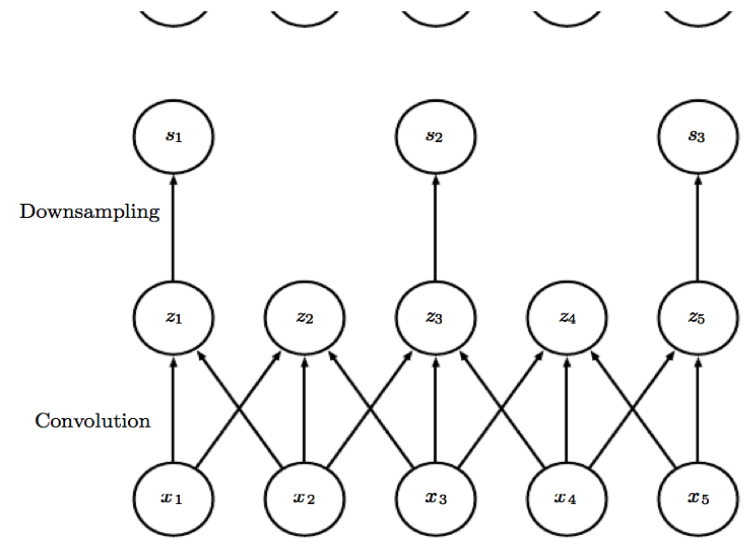 s1 s2 s3
Downsampling
z1 z2 z3 z4 z5
Convolution
x1 x2 x3 x4 x5